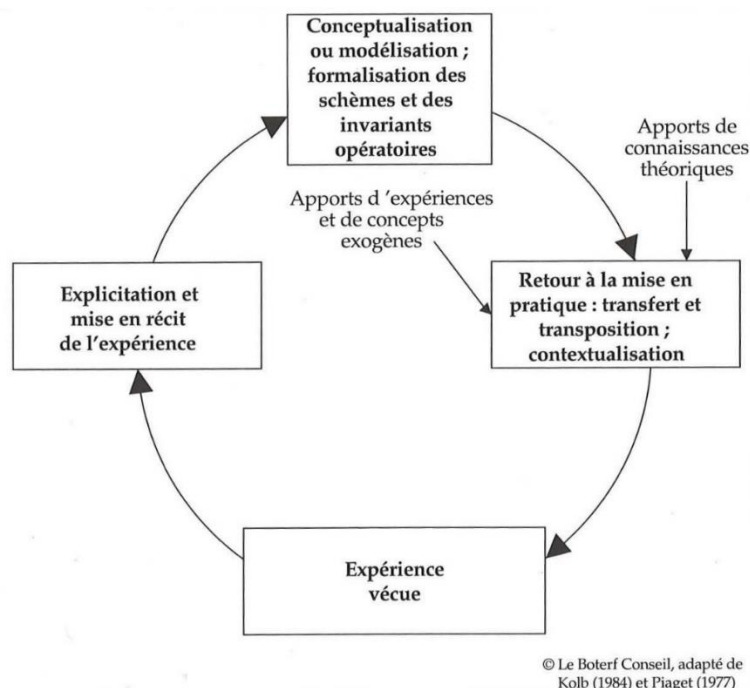 Conceptualisation
ou modélisation ;
formalisation des
schèmes et des
invariants
opératoires
Apports de
connaissances
théoriques
Apports d ’expériences
et de concepts
exogènes
Explicitation et
mise en récit
de l’expérience
Retour à la mise en
pratique : transfert et
transposition ;
contextualisation
Expérience
vécue
© Le Boterf Conseil, adapté de
Kolb (1984) et Piaget (1977)